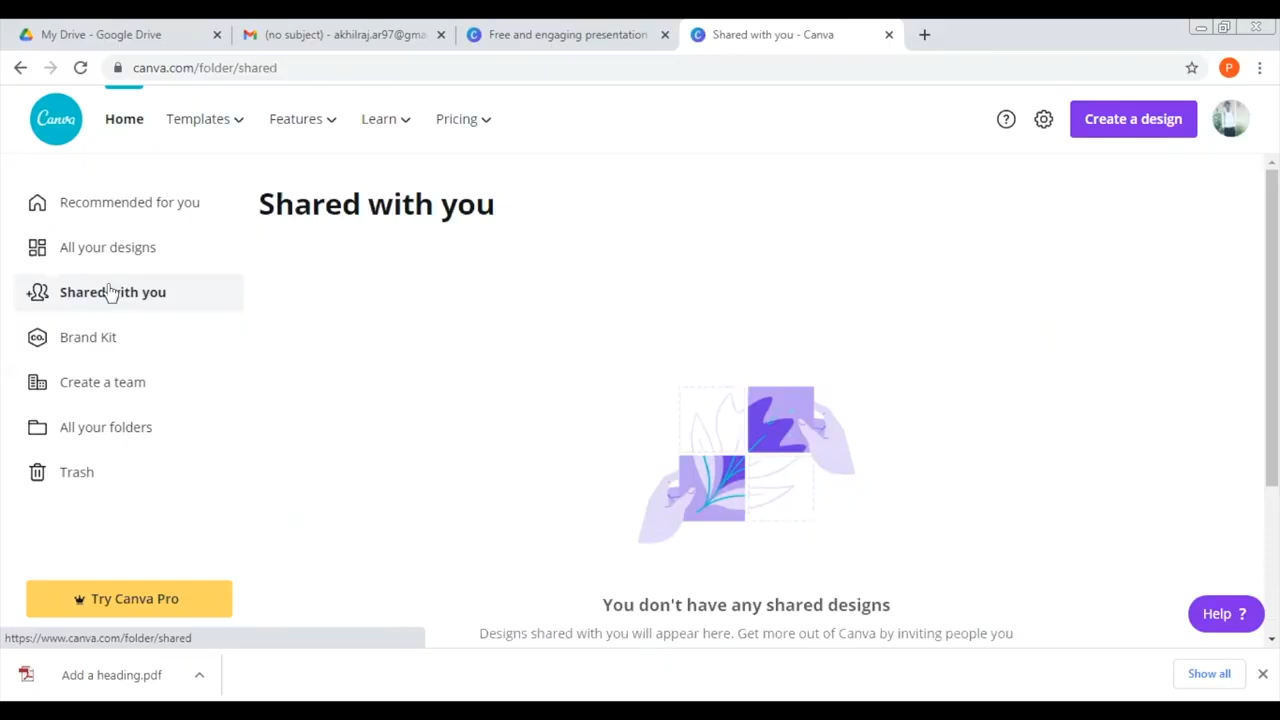 My Drive - Google Drive
(no subject) - akhilraj.ar97@gma
Free and engaging presentation
Shared with you - Canva
canva.com/folder/shared
P
Canva
Home
Templates
Features
Learn
Pricing
?
Create a design
Recommended for you
All your designs
Shared with you
CO.
Brand Kit
Create a team
All your folders
Trash
Try Canva Pro
Shared with you
You don't have any shared designs
Designs shared with you will appear here. Get more out of Canva by inviting people you
Help ?
https://www.canva.com/folder/shared
Add a heading.pdf
Show all